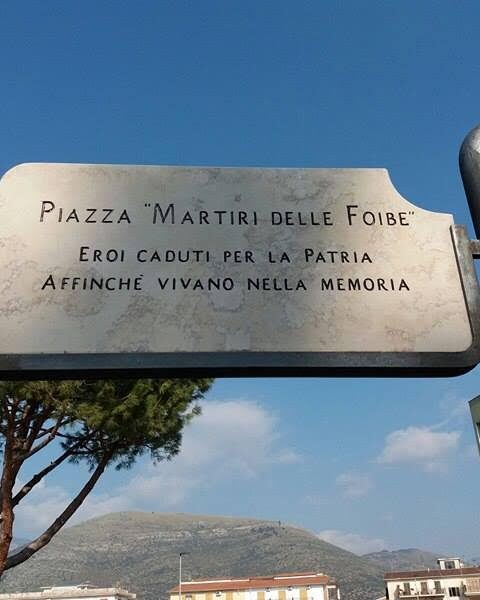 PIAZZA "MARTIRI DELLE FOIBE"
EROI CADUTI PER LA PATRIA
AFFINCHÉ VIVANO NELLA MEMORIA